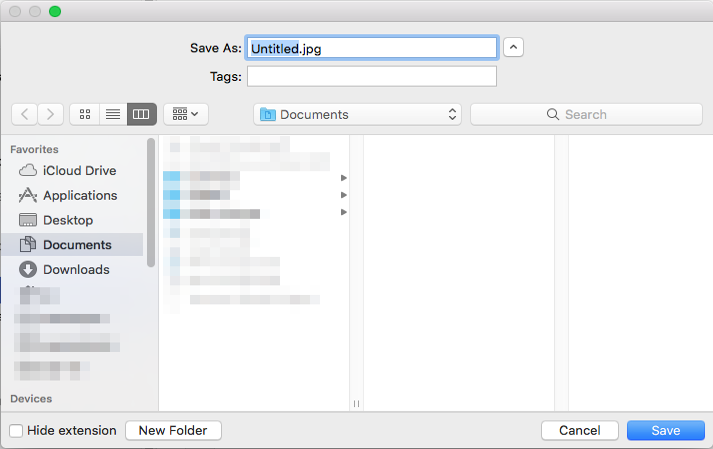 Save As: Untitled.jpg
Tags:
Documents Search
Favorites
iCloud Drive
Applications
Desktop
Documents
Downloads
Devices
Hide extension New Folder Cancel Save